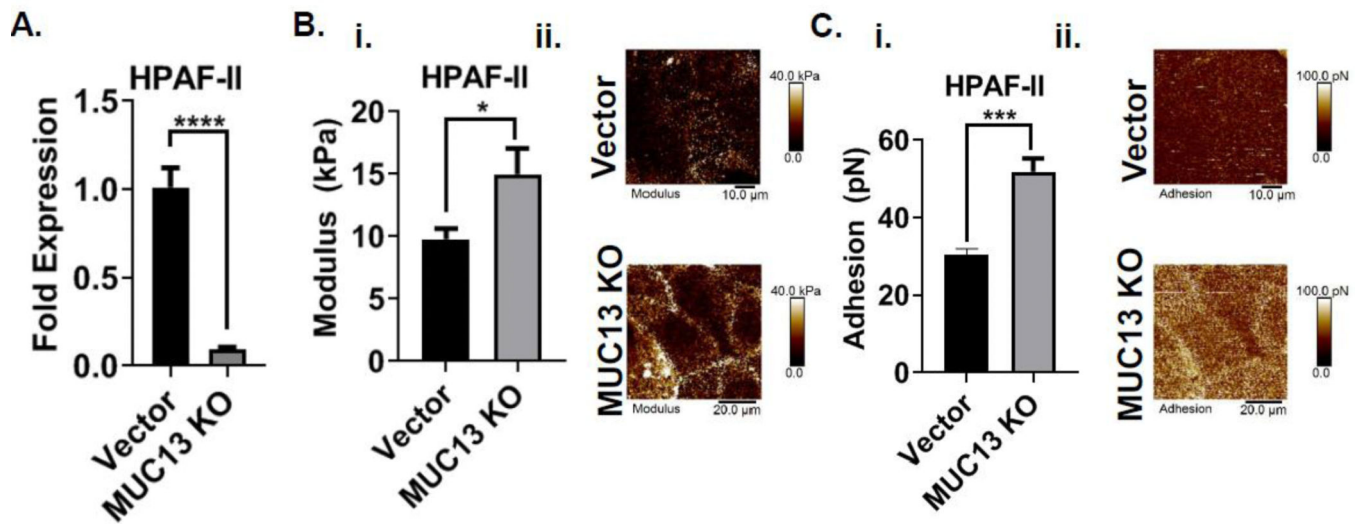 A.
HPAF-II
****
Fold Expression
1.5
1.0
0.5
0.0
Vector
MUC13 KO
B.
i.
HPAF-II
*
Modulus (kPa)
20
15
10
5
0
Vector
MUC13 KO
ii.
Vector
40.0 kPa
0.0
Modulus
10.0 µm
MUC13 KO
40.0 kPa
0.0
Modulus
20.0 µm
C.
i.
HPAF-II
***
Adhesion (pN)
60
40
20
0
Vector
MUC13 KO
ii.
Vector
100.0 pN
0.0
Adhesion
10.0 µm
MUC13 KO
100.0 pN
0.0
Adhesion
20.0 µm